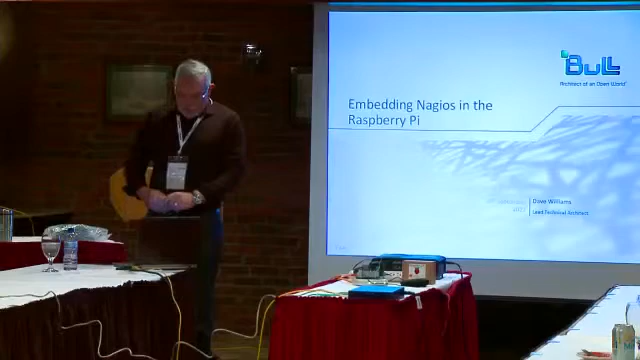 Bull
Architect of an Open World
Embedding Nagios in the
Raspberry Pi
Dave Williams
Lead Technical Architect